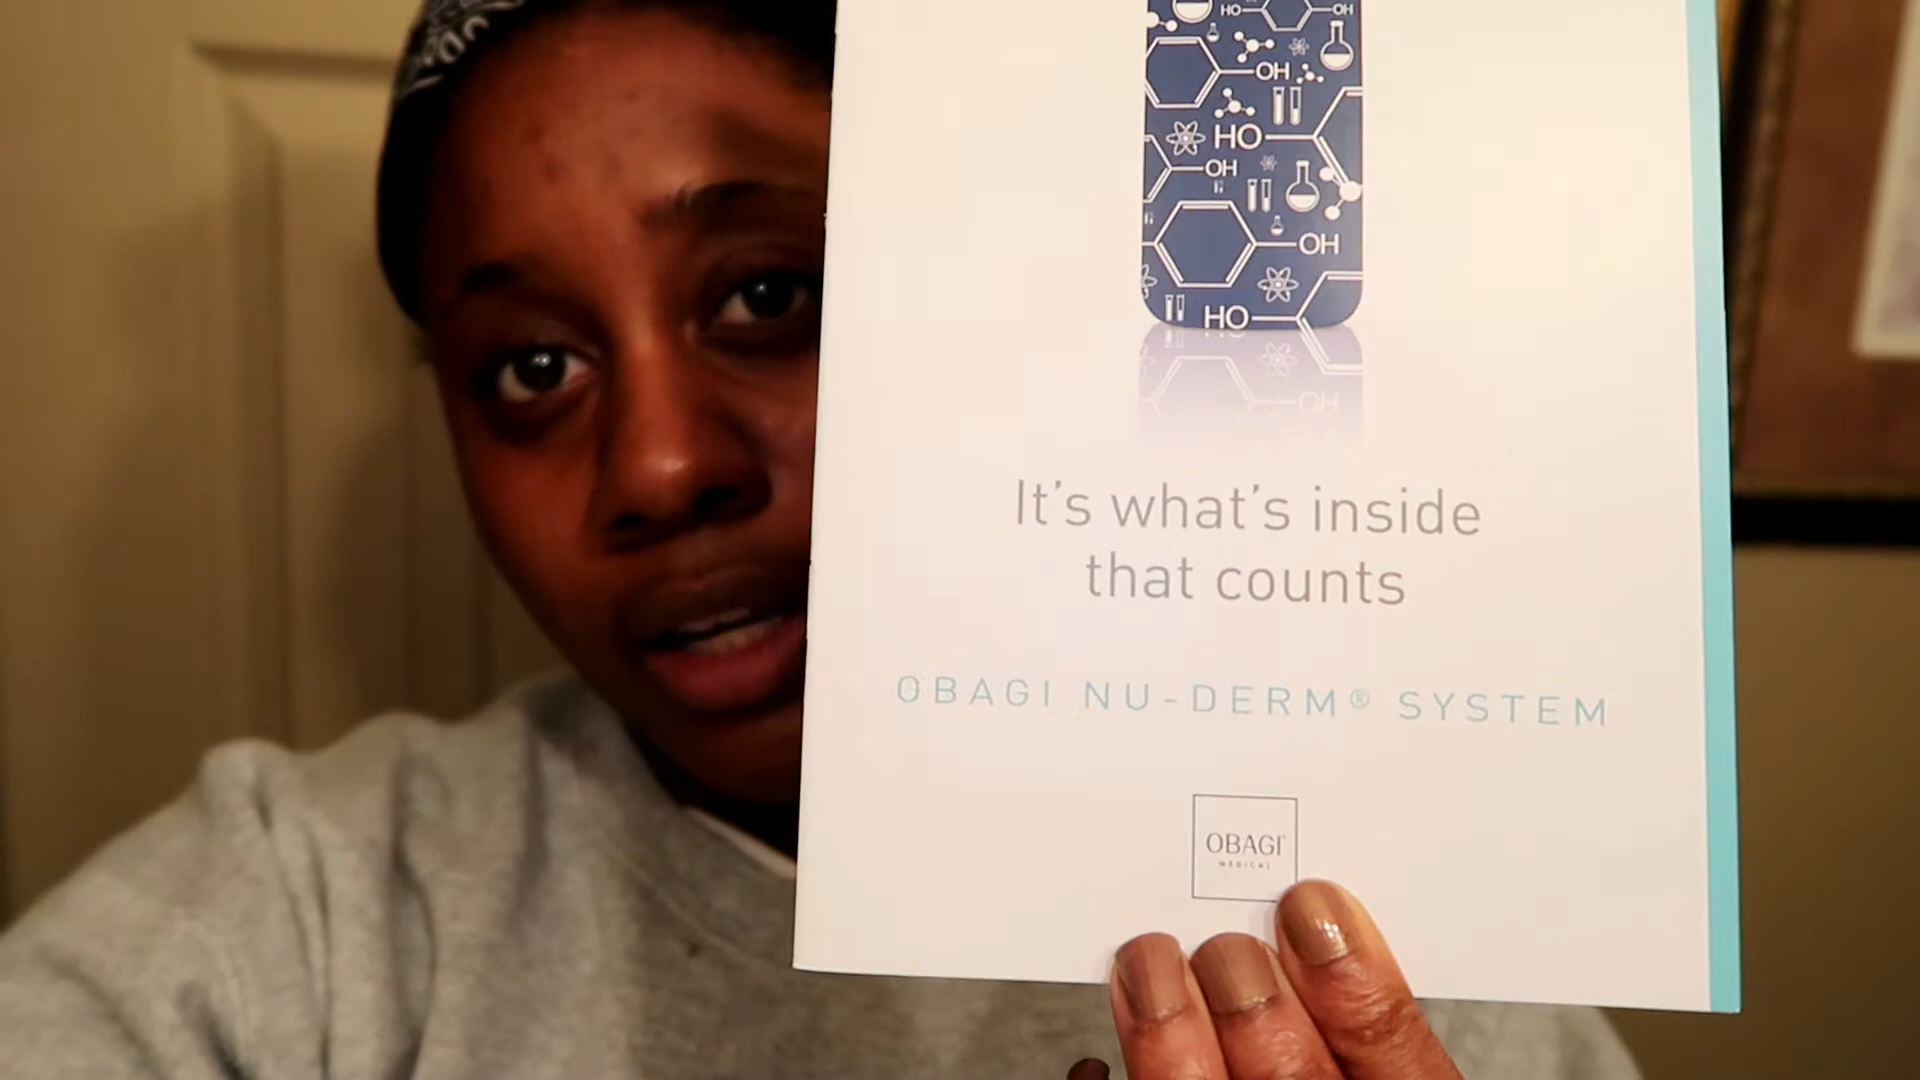 HO OH
OH
HO
OH
OH
HO
OH
It's what's inside
that counts
OBAGI NU-DERM® SYSTEM
OBAGI
MEDICAL